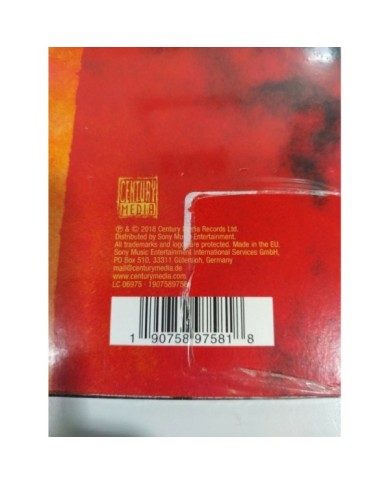 CENTURY
MEDIA
℗ & © 2018 Century Media Records Ltd.
Distributed by Sony Music Entertainment.
All trademarks and logos are protected. Made in the EU.
Sony Music Entertainment International Services GmbH,
PO Box 510, 33311 Gütersloh, Germany
mail@centurymedia.de
www.centurymedia.com
LC 06975 · 19075897581
1 90758 97581 8